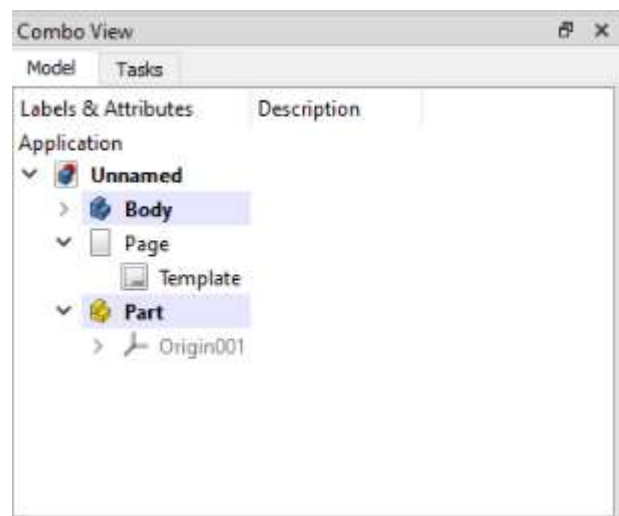 Combo View
Model Tasks
Labels & Attributes Description
Application
Unnamed
Body
Page
Template
Part
Origin001